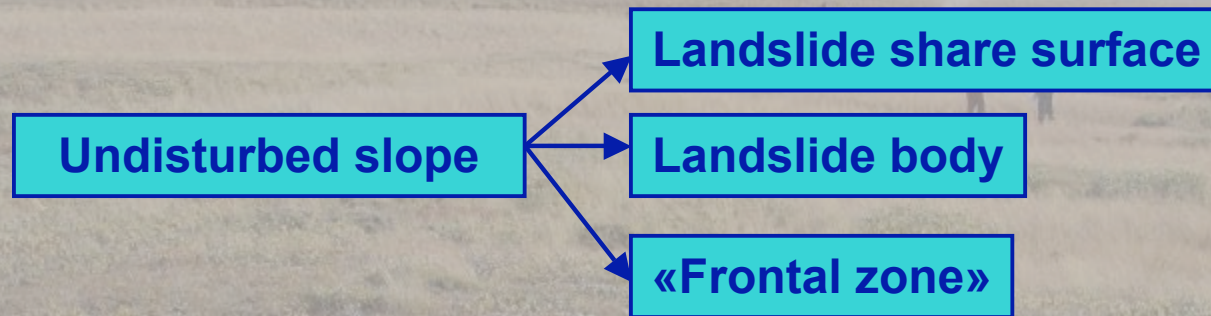 Landslide share surface
Undisturbed slope
Landslide body
«Frontal zone»